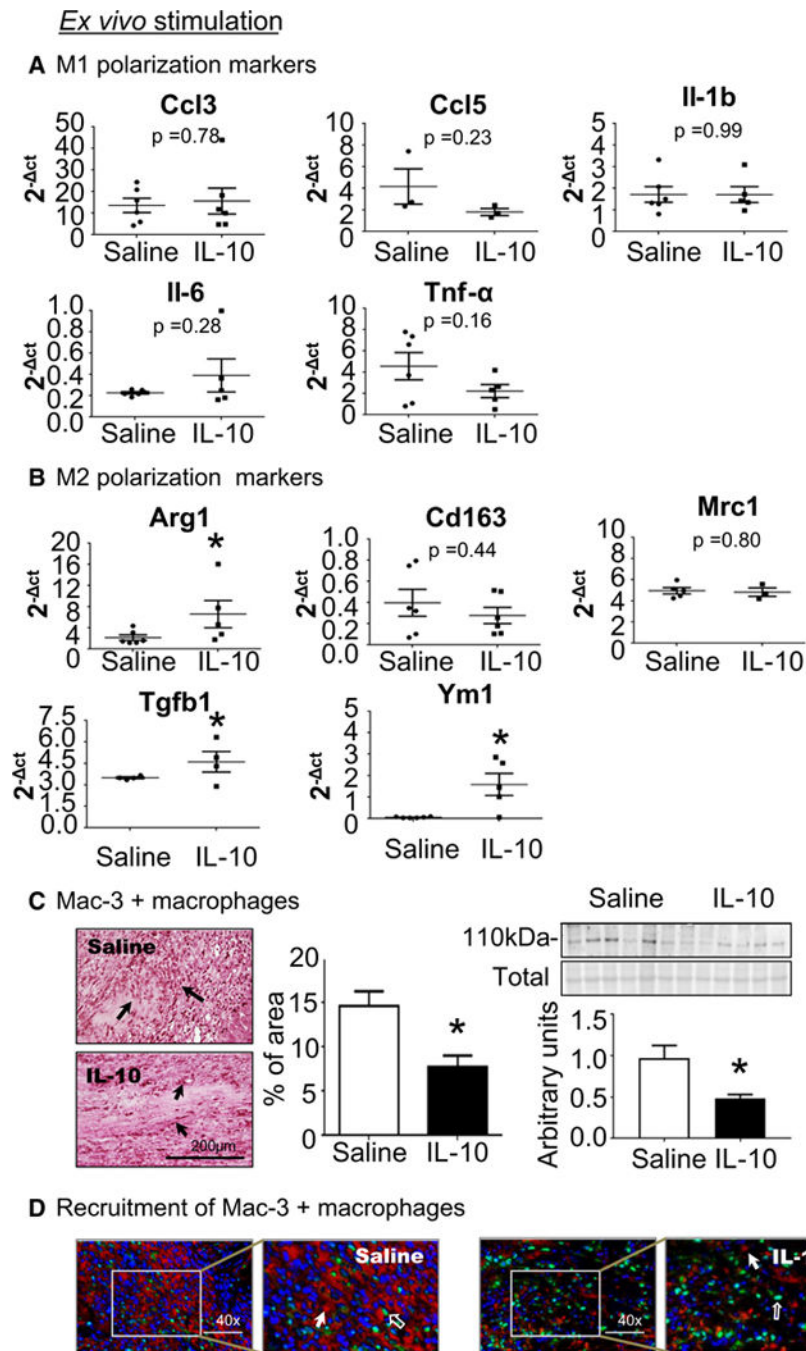 Ex vivo stimulation
A M1 polarization markers
Ccl3
50
40
30
20
10
0
2-Δct
p =0.78
Saline IL-10
Ccl5
10
8
6
4
2
0
2-Δct
p =0.23
Saline IL-10
Il-1b
5
4
3
2
1
0
2-Δct
p =0.99
Saline IL-10
Il-6
1.0
0.8
0.6
0.4
0.2
0.0
2-Δct
p =0.28
Saline IL-10
Tnf-α
10
8
6
4
2
0
2-Δct
p =0.16
Saline IL-10
B M2 polarization markers
Arg1
20
16
12
8
4
0
2-Δct
*
Saline IL-10
Cd163
1.0
0.8
0.6
0.4
0.2
0.0
2-Δct
p =0.44
Saline IL-10
Mrc1
10
8
6
4
2
0
2-Δct
p =0.80
Saline IL-10
Tgfb1
7.5
6.0
4.5
3.0
1.5
0.0
2-Δct
*
Saline IL-10
Ym1
5
4
3
2
1
0
2-Δct
*
Saline IL-10
C Mac-3 + macrophages
Saline
IL-10
200µm
20
15
10
5
0
% of area
*
Saline IL-10
Saline IL-10
110kDa-
Total
1.5
1.0
0.5
0.0
Arbitrary units
*
Saline IL-10
D Recruitment of Mac-3 + macrophages
40x
Saline
40x
IL-1